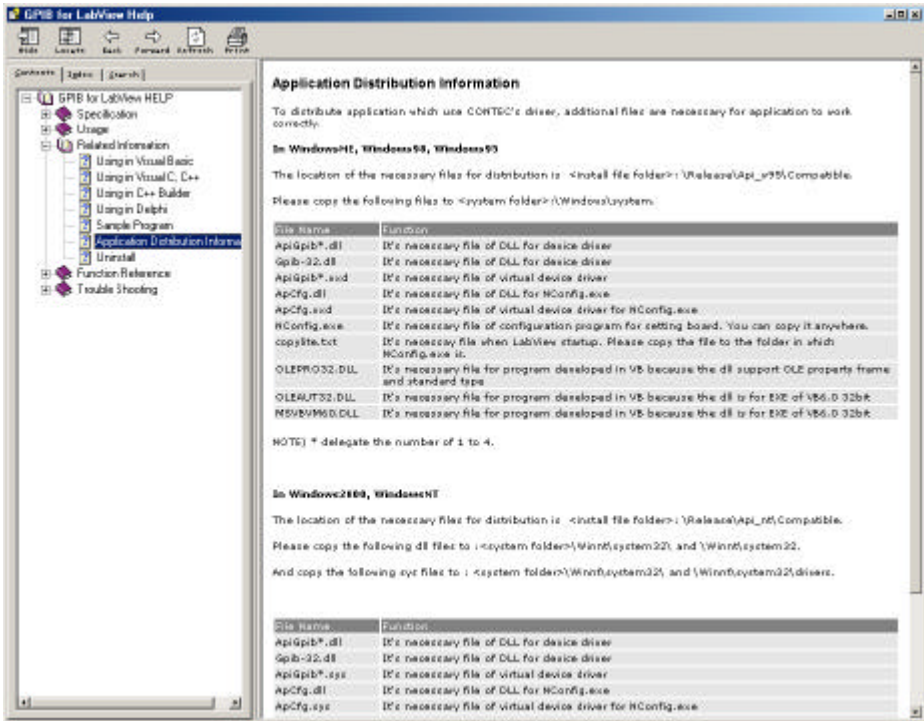 GPIB for LabView Help
Hide Locate Back Forward Refresh Print
Contents Index Search
GPIB for LabView HELP
Specification
Usage
Related Information
Using in Visual Basic
Using in Visual C, C++
Using in C++ Builder
Using in Delphi
Sample Program
Application Distribution Informa
Uninstall
Function Reference
Trouble Shooting
Application Distribution Information
To distribute application which use CONTEC's driver, additional files are necessary for application to work
correctly.
In WindowsME, Windows98, Windows95
The location of the necessary files for distribution is <install file folder>:\Release\Api_w95\Compatible.
Please copy the following files to <system folder>:\Windows\system.
File Name Function
ApiGpib*.dll It's necessary file of DLL for device driver
Gpib-32.dll It's necessary file of DLL for device driver
ApiGpib*.vxd It's necessary file of virtual device driver
ApCfg.dll It's necessary file of DLL for NConfig.exe
ApCfg.vxd It's necessary file of virtual device driver for NConfig.exe
NConfig.exe It's necessary file of configuration program for setting board. You can copy it anywhere.
copylite.txt It's necessay file when LabView startup. Please copy the file to the folder in which
NConfig.exe is.
OLEPRO32.DLL It's necessary file for program developed in VB because the dll support OLE property frame
and standard type
OLEAUT32.DLL It's necessary file for program developed in VB because the dll is for EXE of VB6.0 32bit
MSVBVM60.DLL It's necessary file for program developed in VB because the dll is for EXE of VB6.0 32bit
NOTE) * delegate the number of 1 to 4.
In Windows2000, WindowsNT
The location of the necessary files for distribution is <install file folder>:\Release\Api_nt\Compatible.
Please copy the following dll files to :<system folder>\Winnt\system32\ and \Winnt\system32.
And copy the following sys files to : <system folder>\Winnt\system32\ and \Winnt\system32\drivers.
File Name Function
ApiGpib*.dll It's necessary file of DLL for device driver
Gpib-32.dll It's necessary file of DLL for device driver
ApiGpib*.sys It's necessary file of virtual device driver
ApCfg.dll It's necessary file of DLL for NConfig.exe
ApCfg.sys It's necessary file of virtual device driver for NConfig.exe